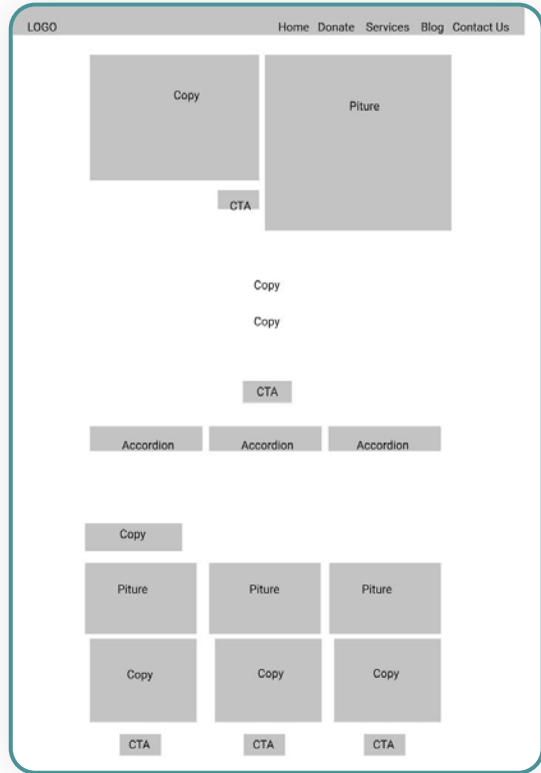 LOGO Home Donate Services Blog Contact Us
Copy
Piture
CTA
Copy
Copy
CTA
Accordion Accordion Accordion
Copy
Piture Piture Piture
Copy Copy Copy
CTA CTA CTA